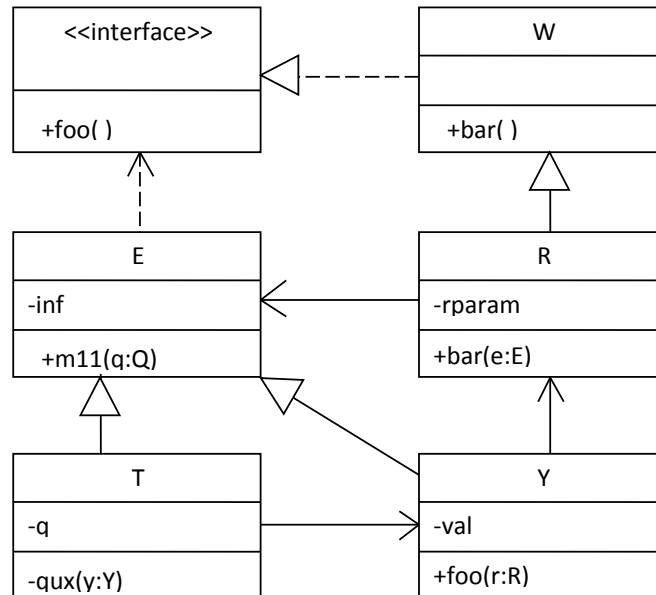 <<interface>>
+foo( )
W
+bar( )
E
-inf
+m11(q:Q)
R
-rparam
+bar(e:E)
T
-q
-qux(y:Y)
Y
-val
+foo(r:R)